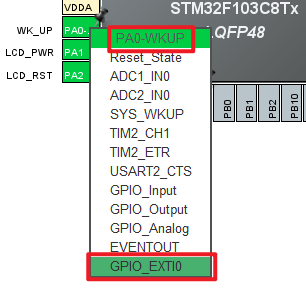 VDDA
STM32F103C8Tx
LQFP48
WK_UP
PA0-
LCD_PWR
PA1
LCD_RST
PA2
PA0-WKUP
Reset_State
ADC1_IN0
ADC2_IN0
SYS_WKUP
TIM2_CH1
TIM2_ETR
USART2_CTS
GPIO_Input
GPIO_Output
GPIO_Analog
EVENTOUT
GPIO_EXTI0
PB0
PB1
PB2
PB10